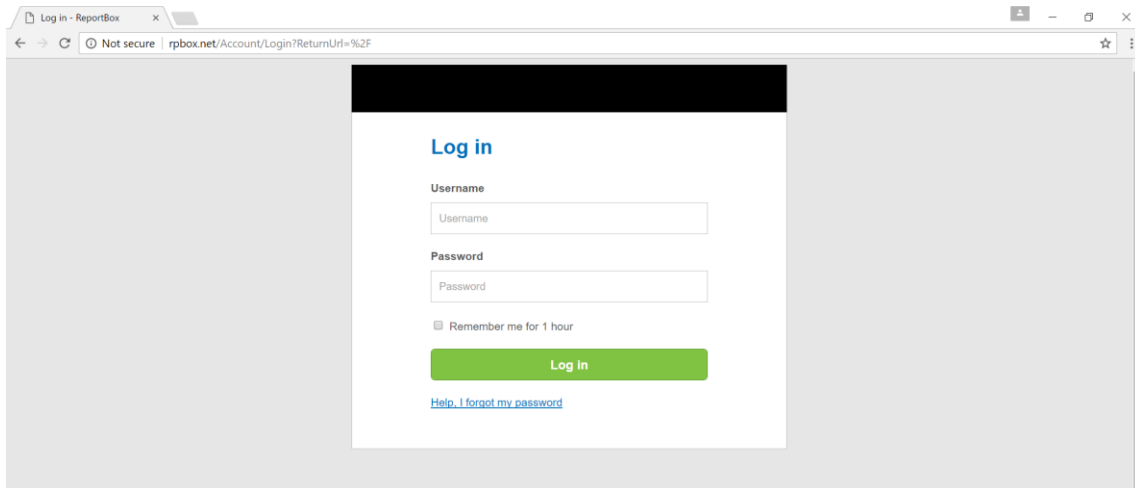 Log in - ReportBox
Not secure | rpbox.net/Account/Login?ReturnUrl=%2F
Log in
Username
Username
Password
Password
Remember me for 1 hour
Log in
Help, I forgot my password